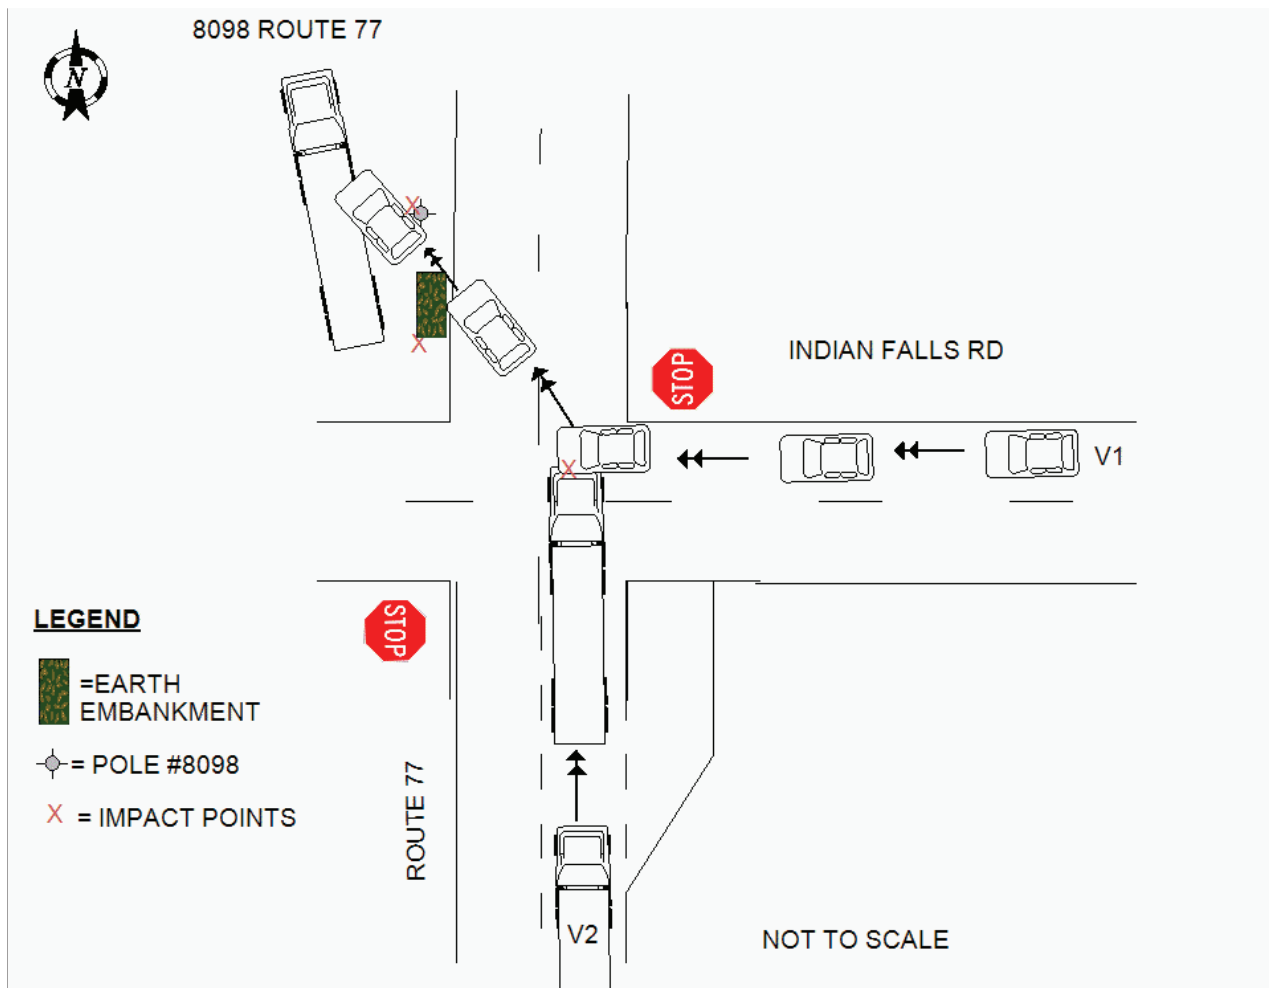 8098 ROUTE 77
N
INDIAN FALLS RD
STOP
V1
X
X
X
STOP
LEGEND
=EARTH
EMBANKMENT
= POLE #8098
X = IMPACT POINTS
ROUTE 77
V2
NOT TO SCALE